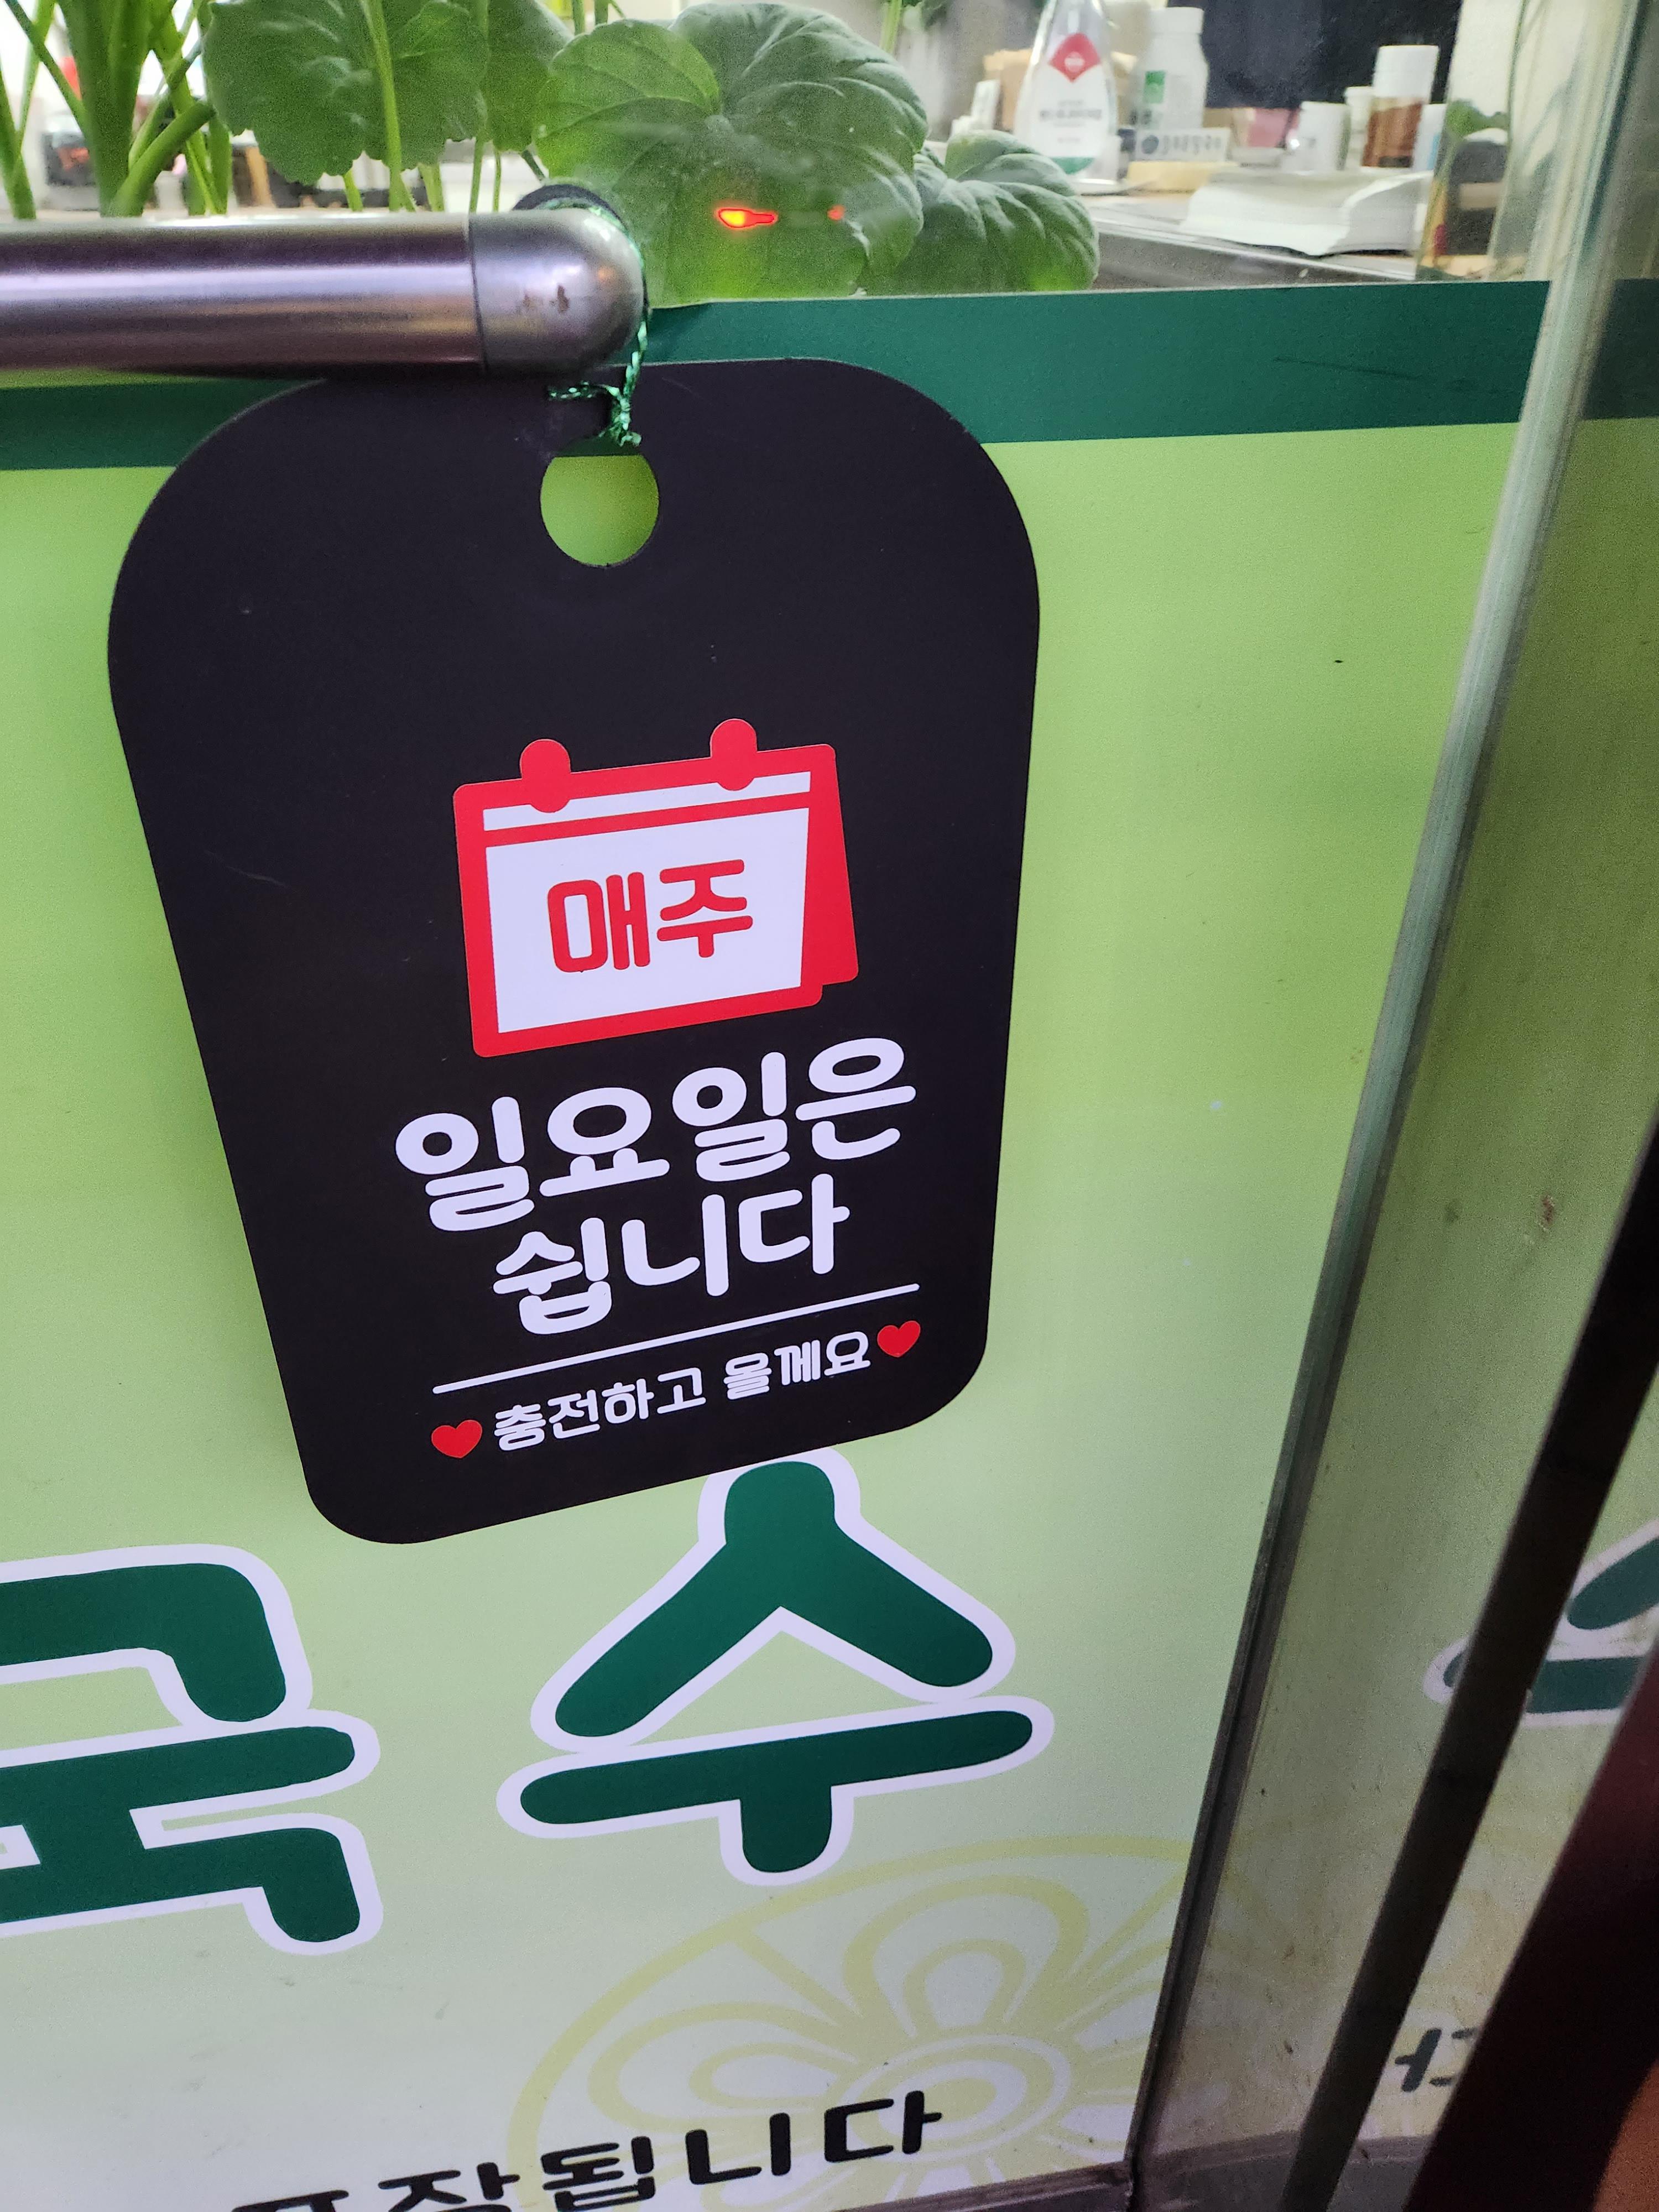 매주
일요일은
쉽니다
충전하고 올께요
국수
포장됩니다